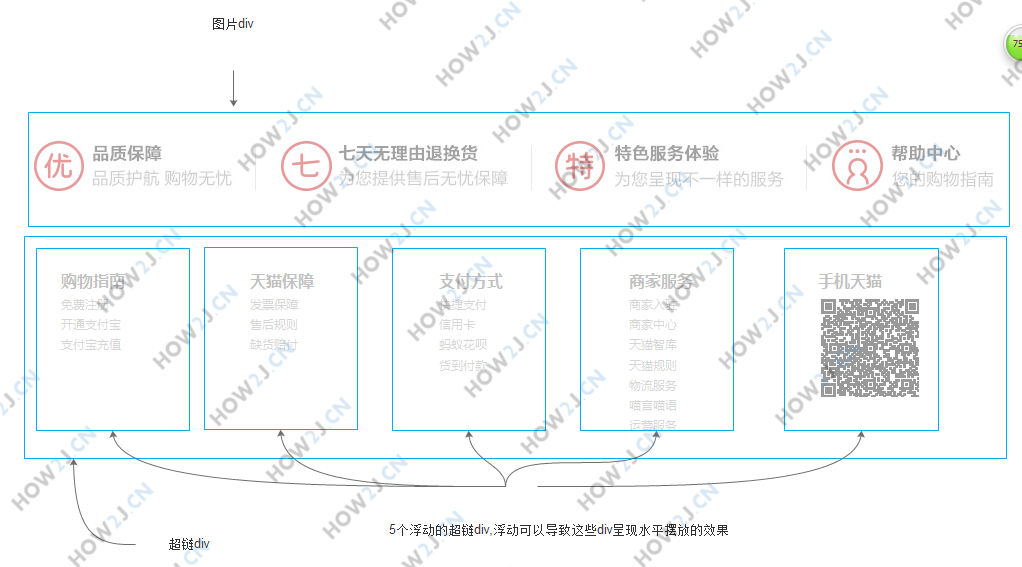 图片div
75
优 品质保障
品质护航 购物无忧
七 七天无理由退换货
为您提供售后无忧保障
特 特色服务体验
为您呈现不一样的服务
帮助中心
您的购物指南
购物指南
免费注册
开通支付宝
支付宝充值
天猫保障
发票保障
售后规则
缺货赔付
支付方式
快捷支付
信用卡
蚂蚁花呗
货到付款
商家服务
商家入驻
商家中心
天猫智库
天猫规则
物流服务
喵言喵语
运营服务
手机天猫
5个浮动的超链div,浮动可以导致这些div呈现水平摆放的效果
超链div
HOW2J.CN